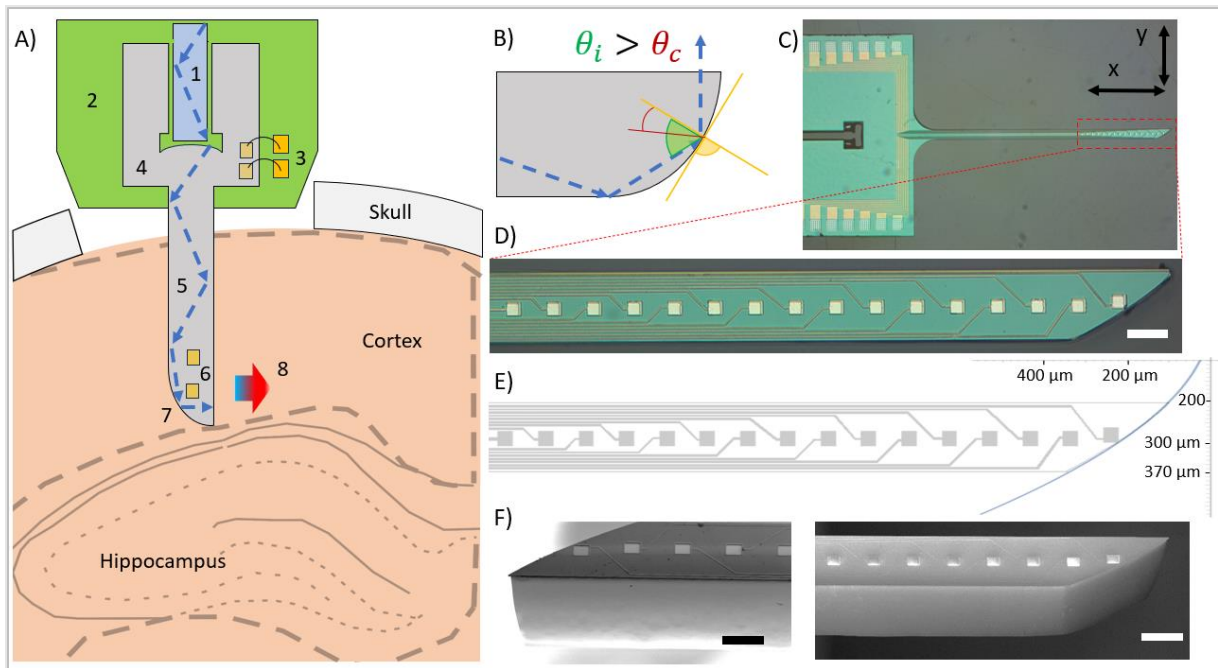 A)
1
2
3
4
Skull
5
Cortex
6
8
7
Hippocampus
B)
θi > θc
C)
y
x
D)
E)
400 µm
200 µm
200
300 µm
370 µm
F)